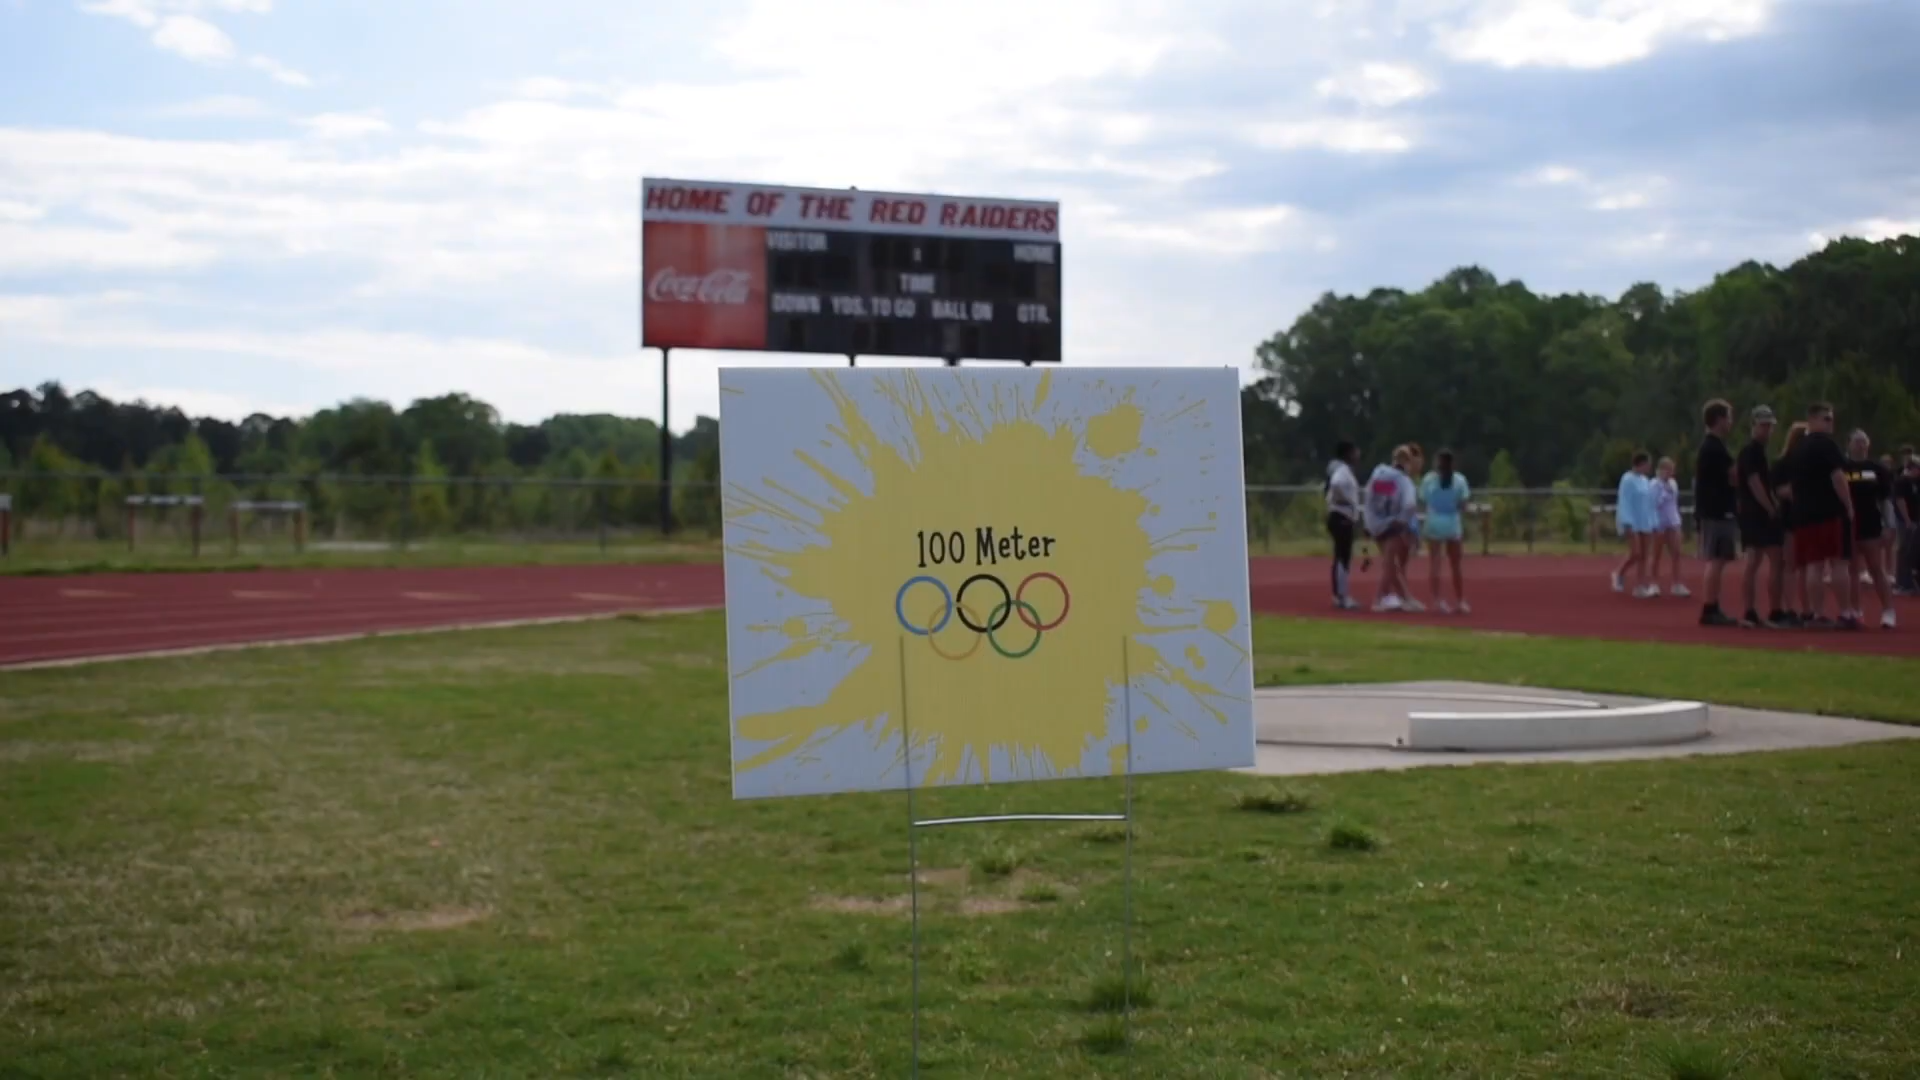 HOME OF THE RED RAIDERS
VISITOR
HOME
Coca-Cola
TIME
DOWN YDS. TO GO BALL ON QTR.
100 Meter